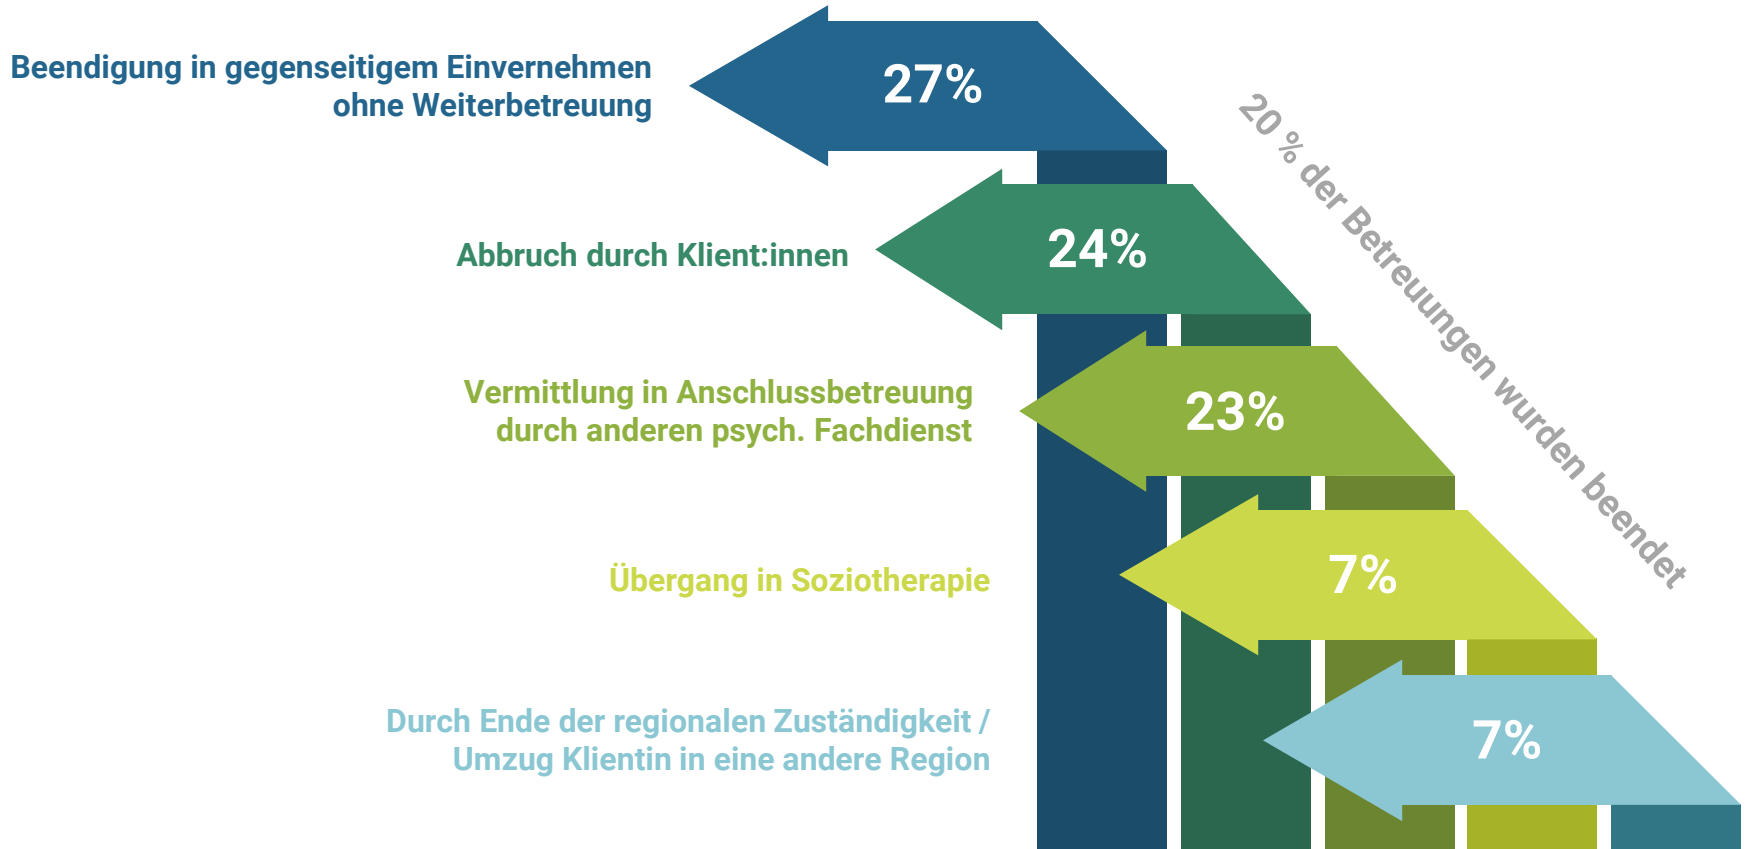 Beendigung in gegenseitigem Einvernehmen
ohne Weiterbetreuung
27%
Abbruch durch Klient:innen
24%
Vermittlung in Anschlussbetreuung
durch anderen psych. Fachdienst
23%
Übergang in Soziotherapie
7%
Durch Ende der regionalen Zuständigkeit /
Umzug Klientin in eine andere Region
7%
20 % der Betreuungen wurden beendet